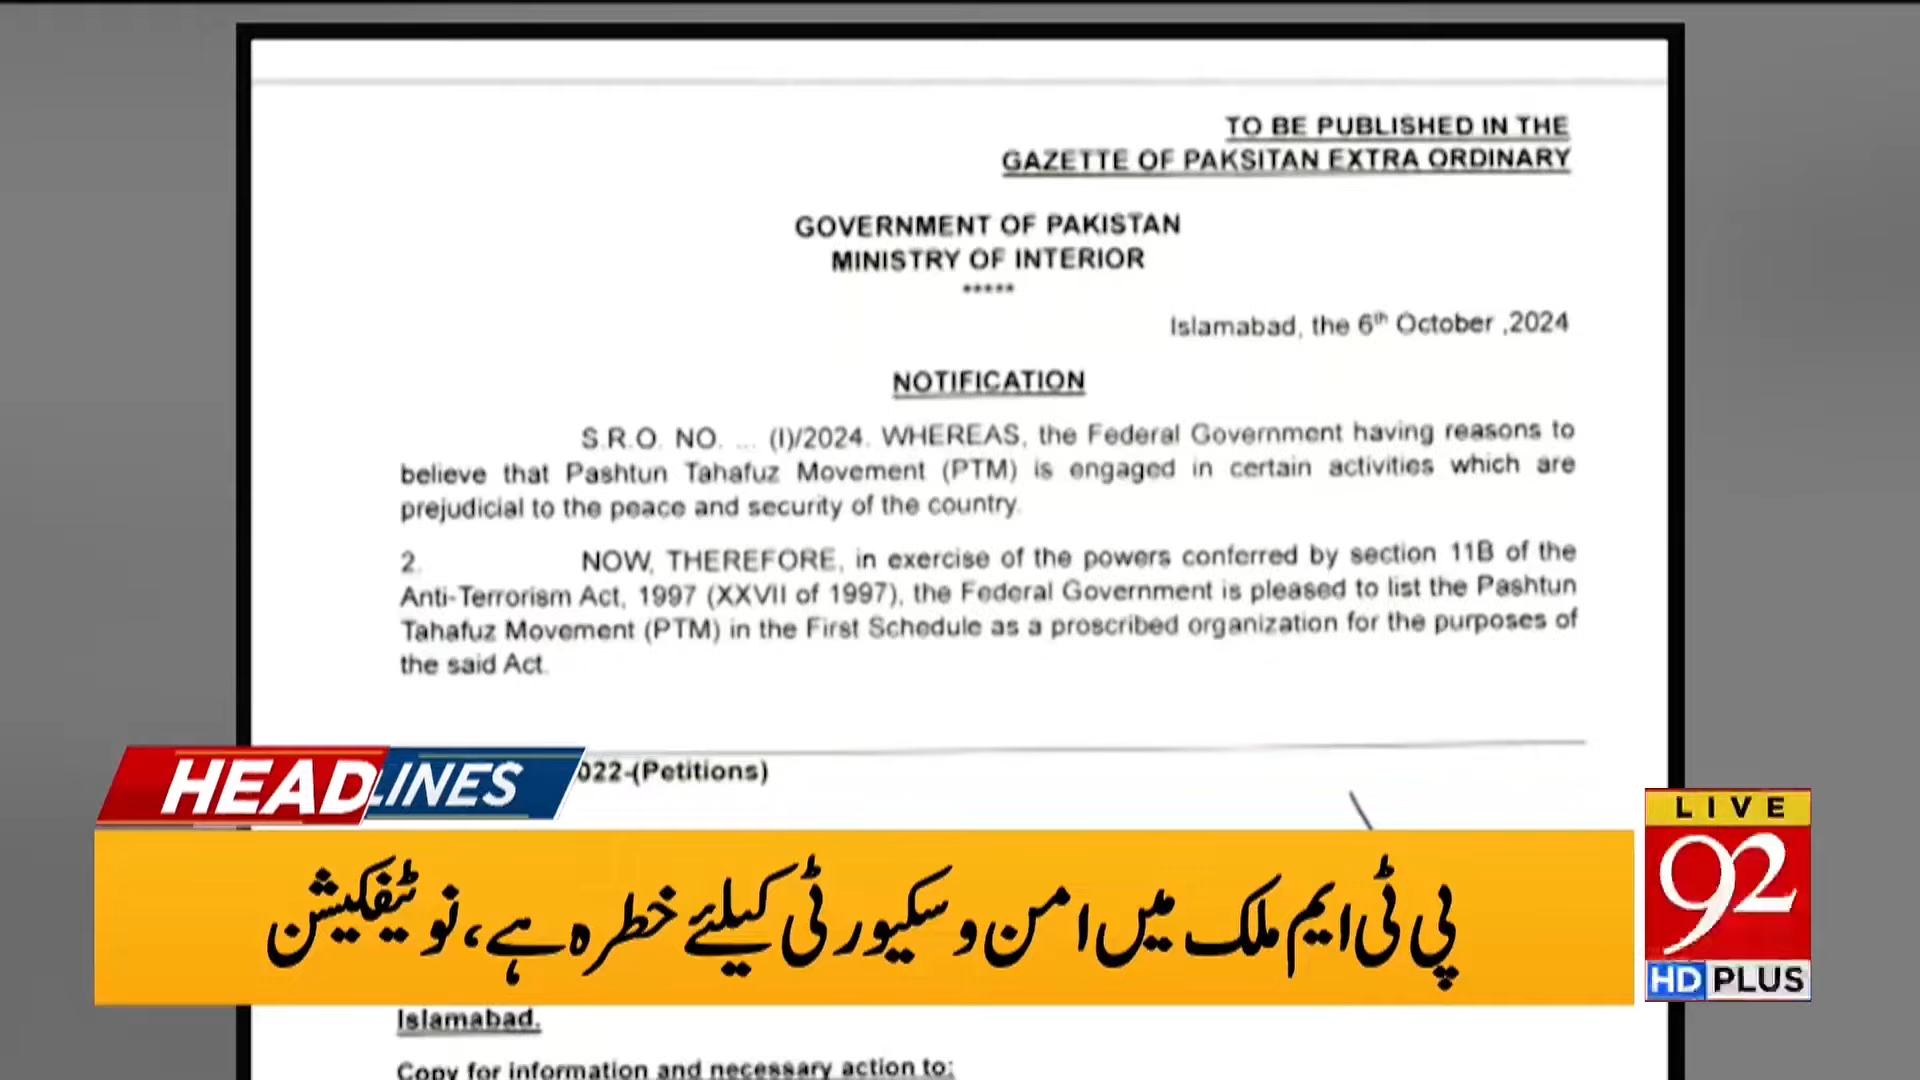 TO BE PUBLISHED IN THE
GAZETTE OF PAKSITAN EXTRA ORDINARY
GOVERNMENT OF PAKISTAN
MINISTRY OF INTERIOR
*****
Islamabad, the 6th October ,2024
NOTIFICATION
S.R.O. NO. ... (I)/2024. WHEREAS, the Federal Government having reasons to
believe that Pashtun Tahafuz Movement (PTM) is engaged in certain activities which are
prejudicial to the peace and security of the country.
2. NOW, THEREFORE, in exercise of the powers conferred by section 11B of the
Anti-Terrorism Act, 1997 (XXVII of 1997), the Federal Government is pleased to list the Pashtun
Tahafuz Movement (PTM) in the First Schedule as a proscribed organization for the purposes of
the said Act.
HEADLINES
022-(Petitions)
پی ٹی ایم ملک میں امن و سکیورٹی کیلئے خطرہ ہے، نوٹیفکیشن
LIVE
92
HD PLUS
Islamabad.
Copy for information and necessary action to: